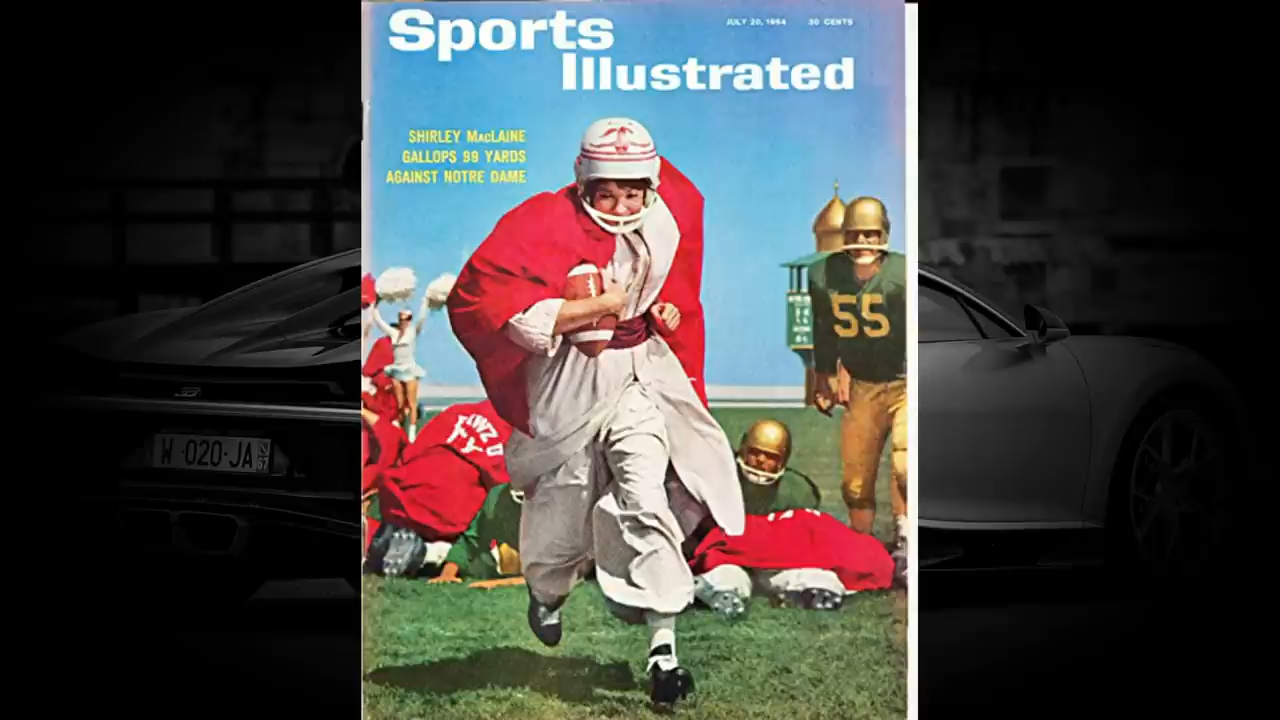 Sports
Illustrated
JULY 20, 1964 30 CENTS
SHIRLEY MacLAINE
GALLOPS 99 YARDS
AGAINST NOTRE DAME
55
W 020-JA